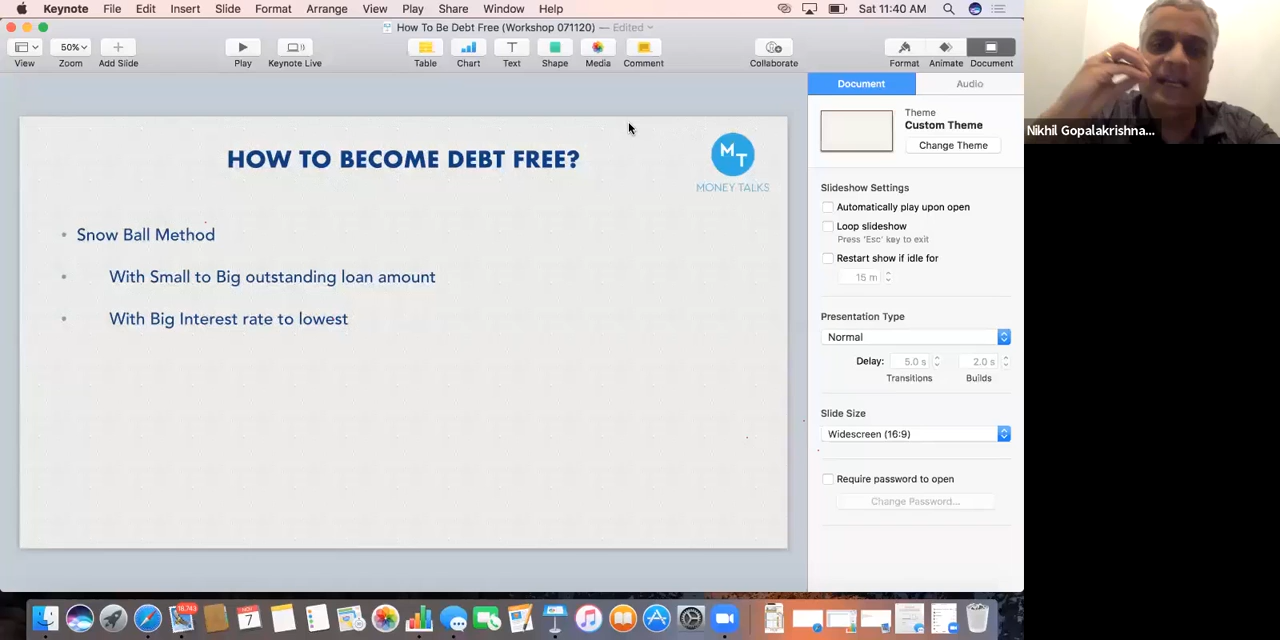 Keynote File Edit Insert Slide Format Arrange View Play Share Window Help Sat 11:40 AM
How To Be Debt Free (Workshop 071120) — Edited
50%
View Zoom Add Slide Play Keynote Live Table Chart Text Shape Media Comment Collaborate Format Animate Document
Document Audio
HOW TO BECOME DEBT FREE?
MT
MONEY TALKS
• Snow Ball Method
• With Small to Big outstanding loan amount
• With Big Interest rate to lowest
Theme
Custom Theme
Change Theme
Slideshow Settings
Automatically play upon open
Loop slideshow
Press 'Esc' key to exit
Restart show if idle for
15 m
Presentation Type
Normal
Delay: 5.0 s 2.0 s
Transitions Builds
Slide Size
Widescreen (16:9)
Require password to open
Change Password...
Nikhil Gopalakrishna...
18,743
NOV
7